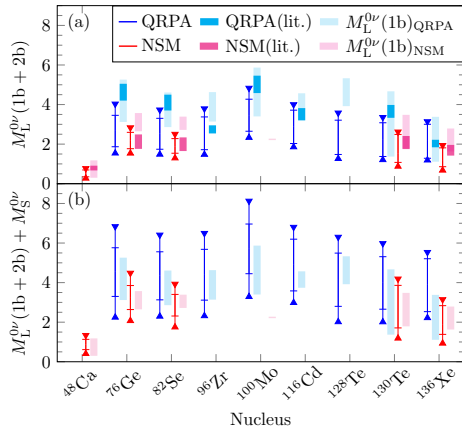 QRPA QRPA(lit.) M_L^{0ν}(1b)_{QRPA}
NSM NSM(lit.) M_L^{0ν}(1b)_{NSM}
(a)
M_L^{0ν}(1b + 2b)
8
6
4
2
0
(b)
M_L^{0ν}(1b + 2b) + M_S^{0ν}
8
6
4
2
0
⁴⁸Ca ⁷⁶Ge ⁸²Se ⁹⁶Zr ¹⁰⁰Mo ¹¹⁶Cd ¹²⁸Te ¹³⁰Te ¹³⁶Xe
Nucleus